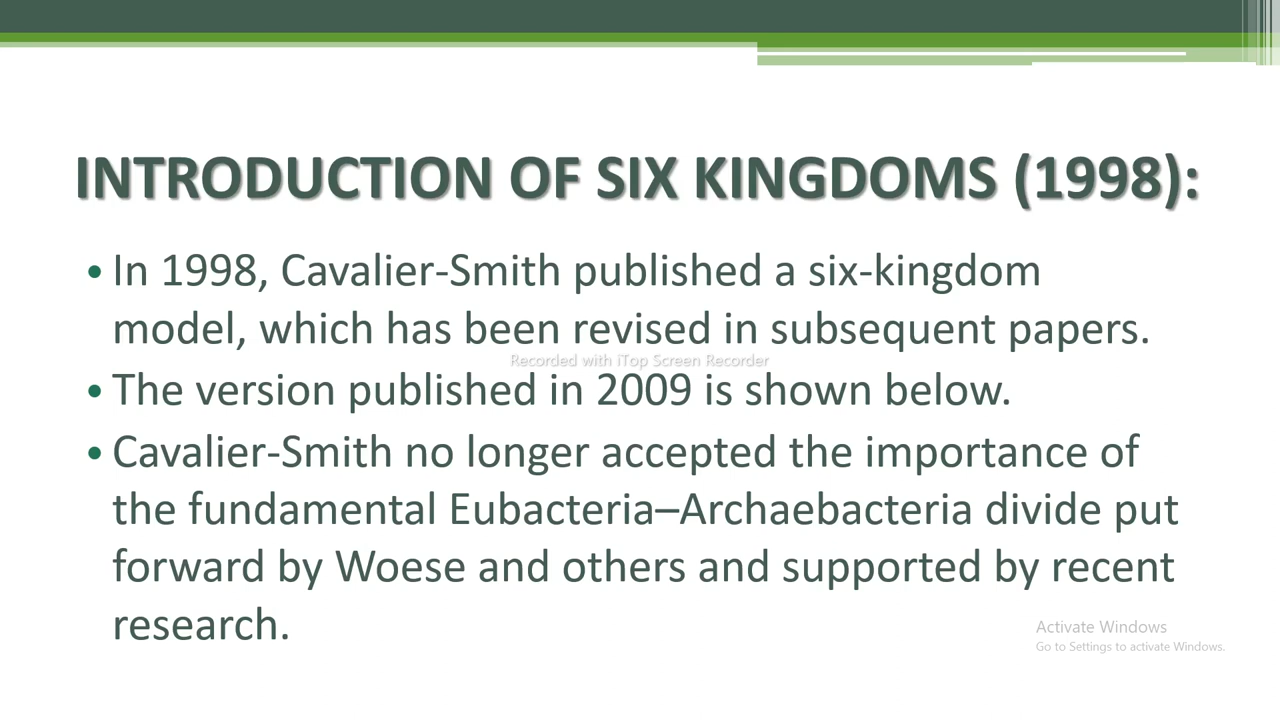 INTRODUCTION OF SIX KINGDOMS (1998):
• In 1998, Cavalier-Smith published a six-kingdom
model, which has been revised in subsequent papers.
Recorded with iTop Screen Recorder
• The version published in 2009 is shown below.
• Cavalier-Smith no longer accepted the importance of
the fundamental Eubacteria–Archaebacteria divide put
forward by Woese and others and supported by recent
research.
Activate Windows
Go to Settings to activate Windows.